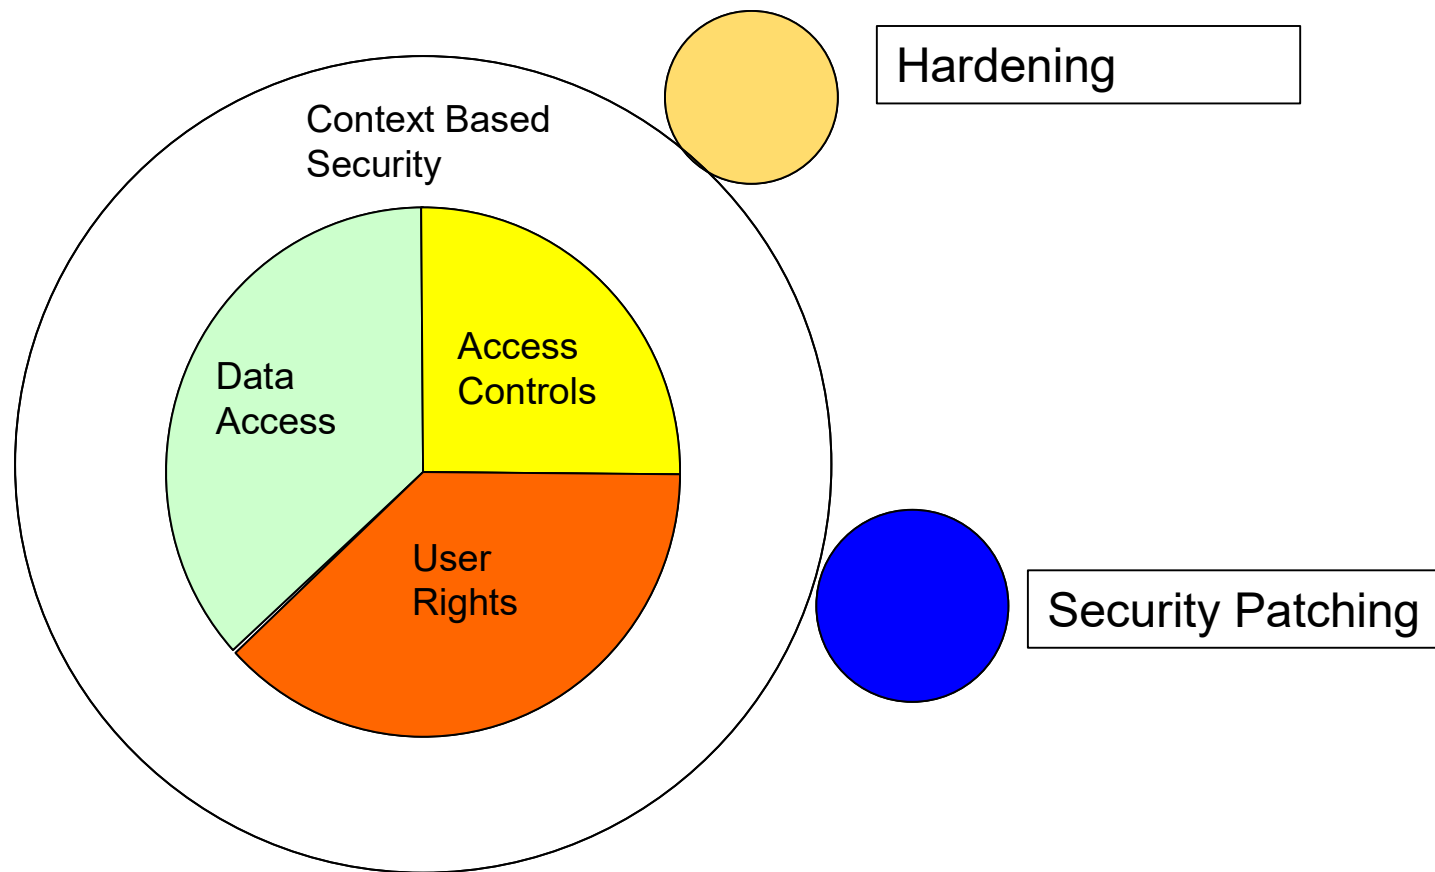 Hardening
Context Based
Security
Access
Controls
Data
Access
User
Rights
Security Patching